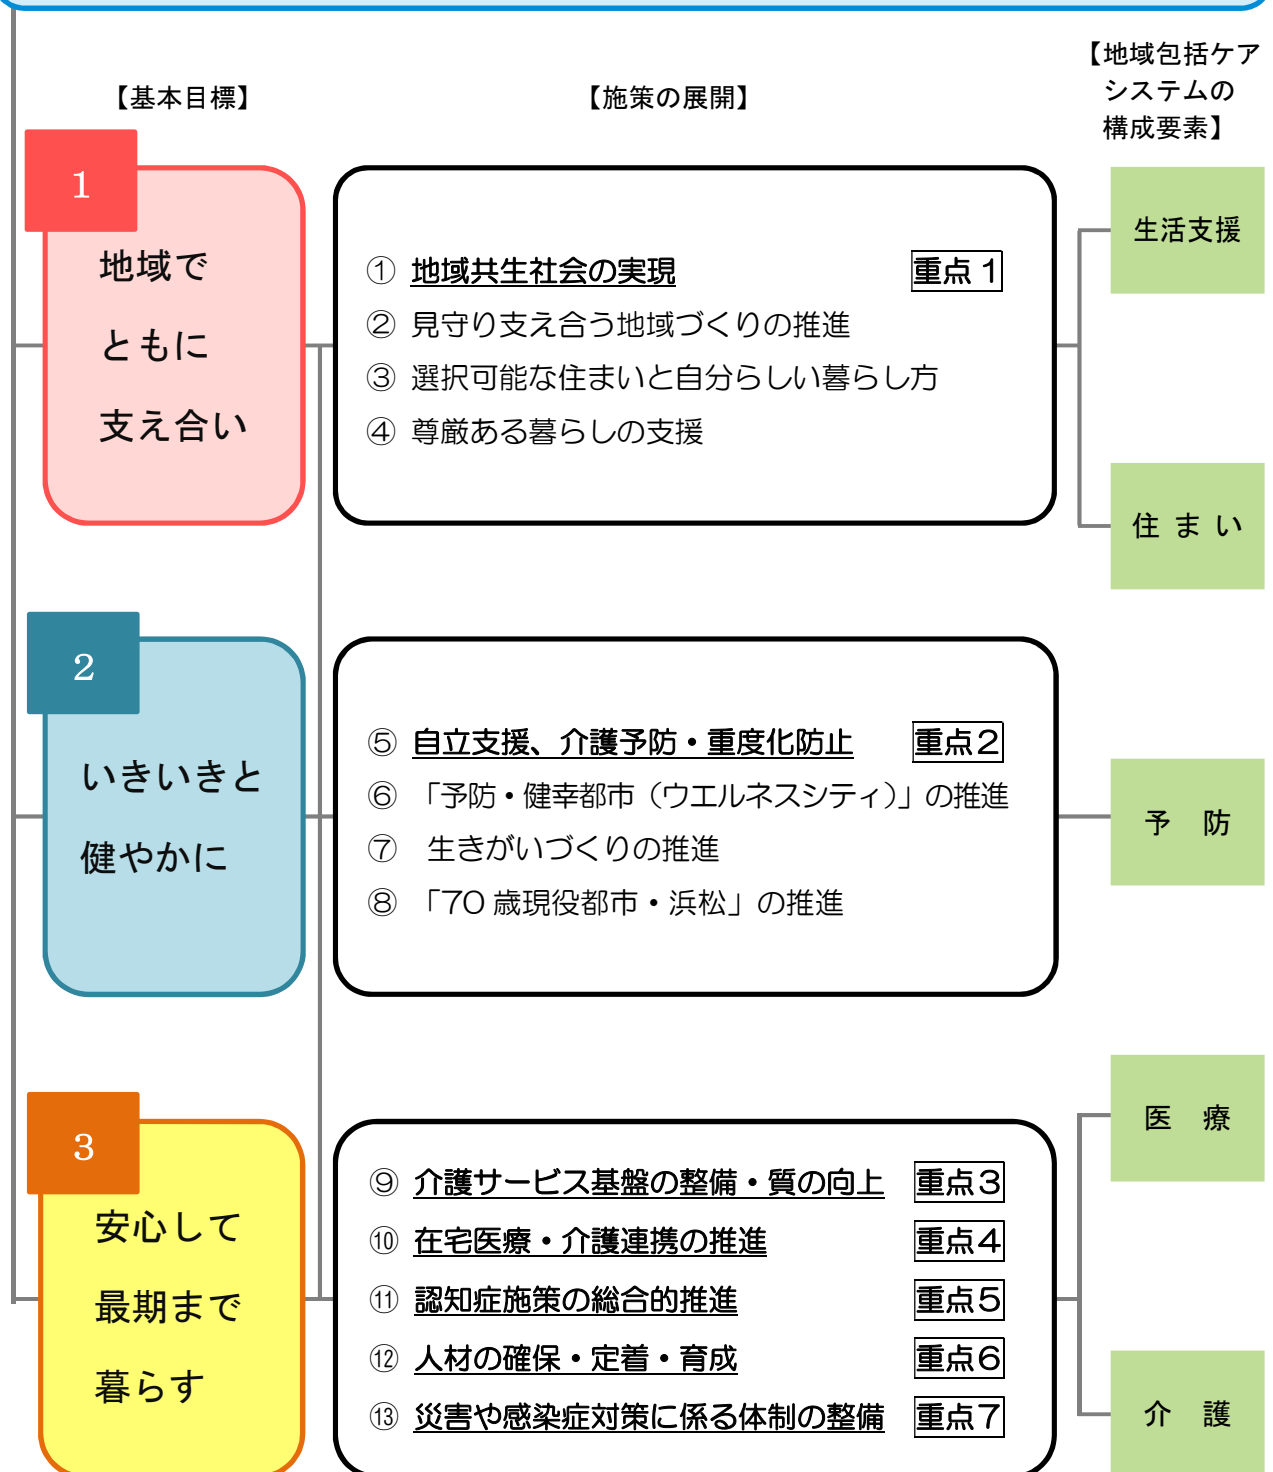 【基本目標】
【施策の展開】
【地域包括ケア
システムの
構成要素】
1
地域で
ともに
支え合い
① 地域共生社会の実現 重点1
② 見守り支え合う地域づくりの推進
③ 選択可能な住まいと自分らしい暮らし方
④ 尊厳ある暮らしの支援
生活支援
住まい
2
いきいきと
健やかに
⑤ 自立支援、介護予防・重度化防止 重点2
⑥ 「予防・健幸都市（ウエルネスシティ）」の推進
⑦ 生きがいづくりの推進
⑧ 「70歳現役都市・浜松」の推進
予 防
3
安心して
最期まで
暮らす
⑨ 介護サービス基盤の整備・質の向上 重点3
⑩ 在宅医療・介護連携の推進 重点4
⑪ 認知症施策の総合的推進 重点5
⑫ 人材の確保・定着・育成 重点6
⑬ 災害や感染症対策に係る体制の整備 重点7
医 療
介 護